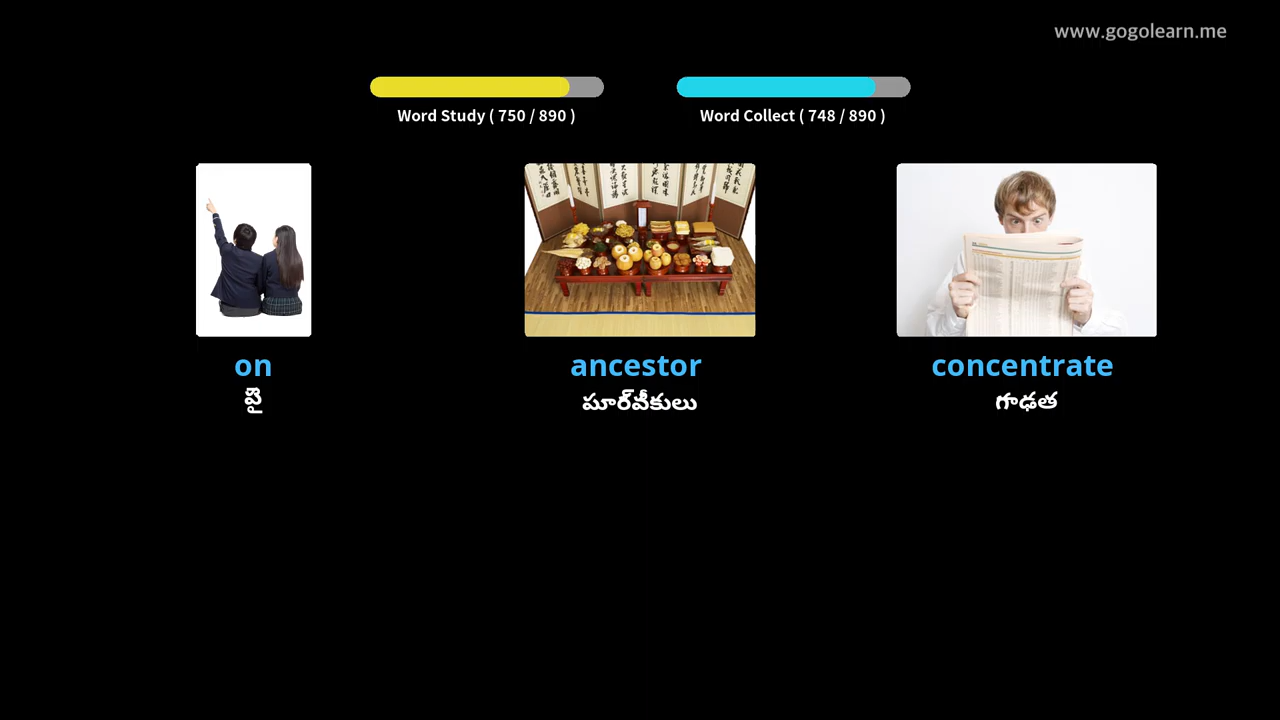 www.gogolearn.me
Word Study ( 750 / 890 )
Word Collect ( 748 / 890 )
on
ancestor
concentrate
పై
పూర్వీకులు
గాఢత